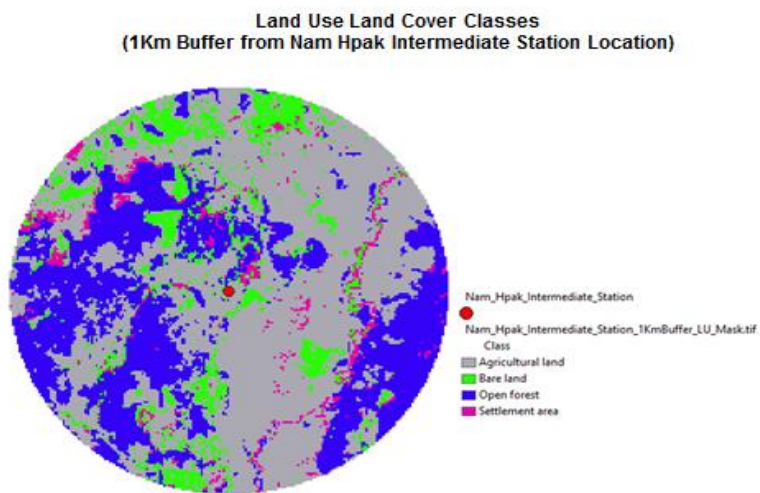 Land Use Land Cover Classes
(1Km Buffer from Nam Hpak Intermediate Station Location)
Nam_Hpak_Intermediate_Station
Nam_Hpak_Intermediate_Station_1KmBuffer_LU_Mask.tif
Class
Agricultural land
Bare land
Open forest
Settlement area